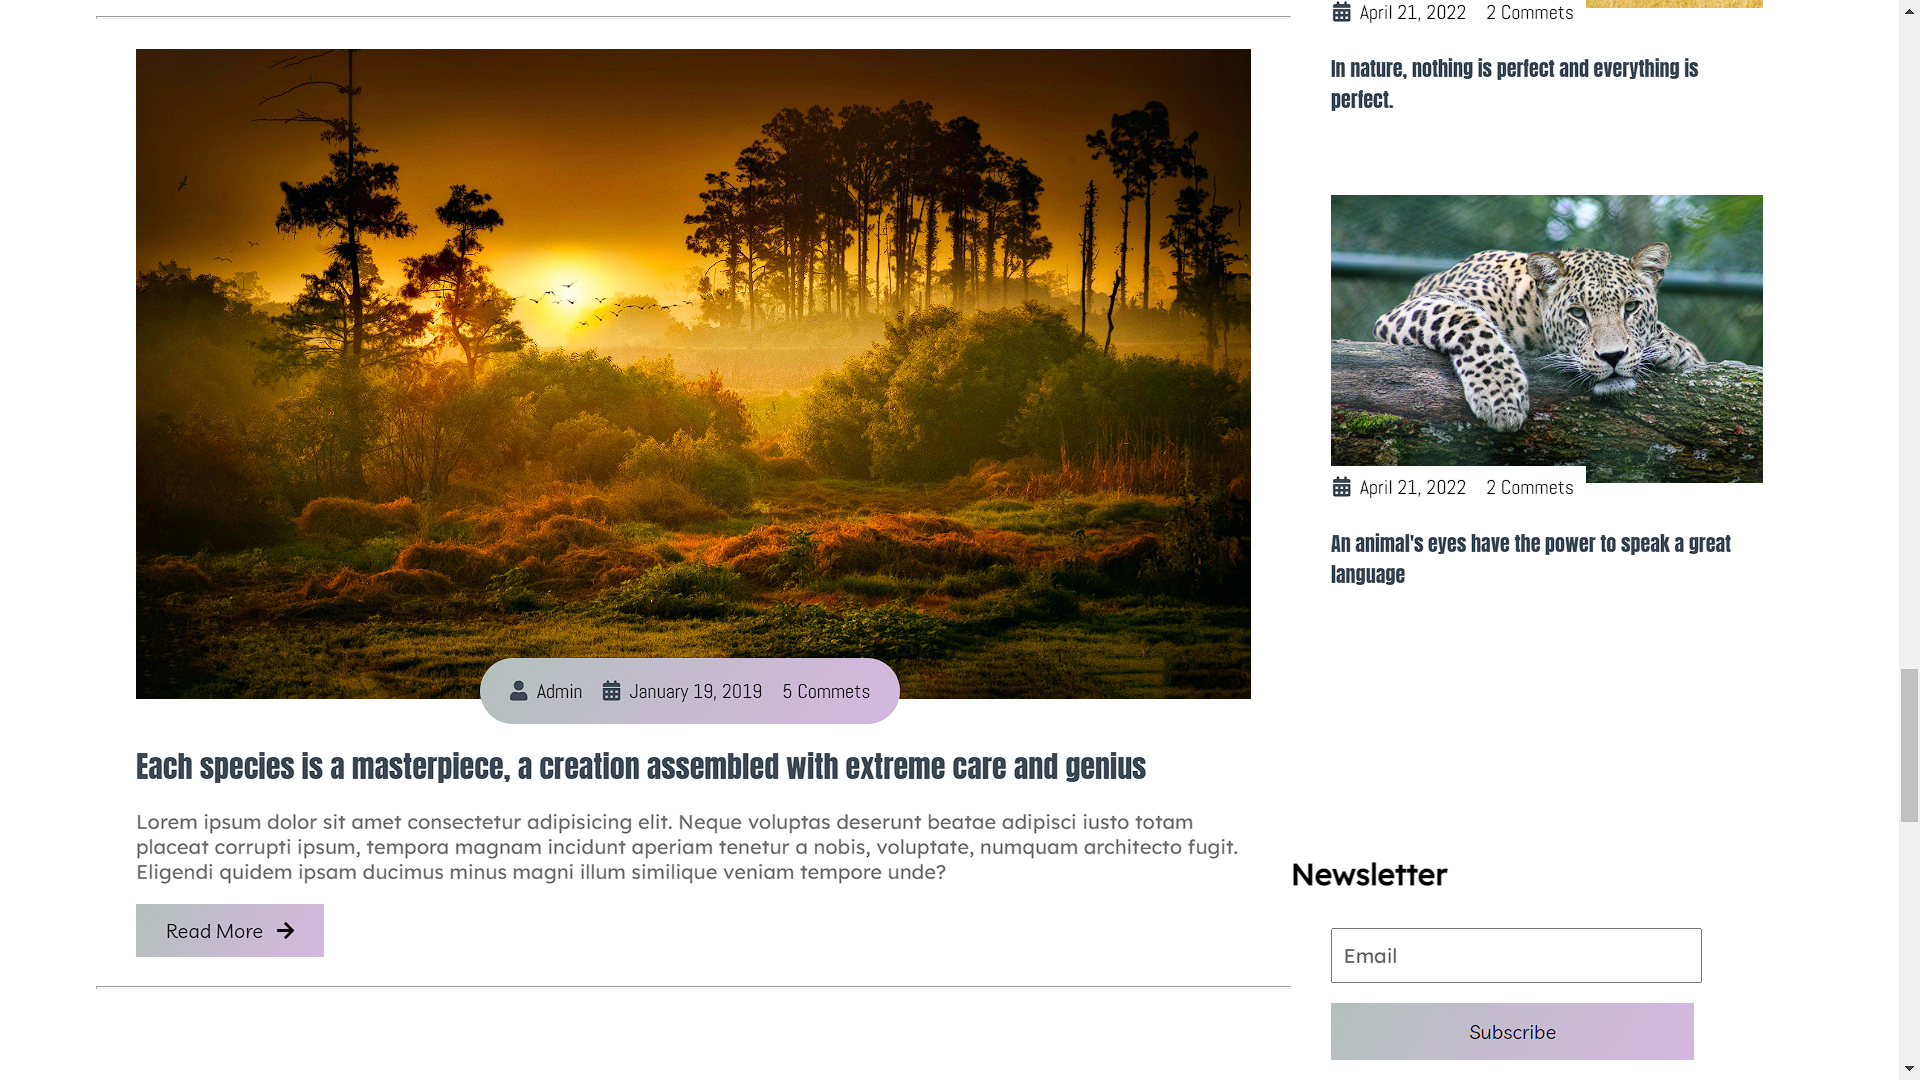 April 21, 2022 2 Commets
In nature, nothing is perfect and everything is
perfect.
April 21, 2022 2 Commets
An animal's eyes have the power to speak a great
language
Admin January 19, 2019 5 Commets
Each species is a masterpiece, a creation assembled with extreme care and genius
Lorem ipsum dolor sit amet consectetur adipisicing elit. Neque voluptas deserunt beatae adipisci iusto totam
placeat corrupti ipsum, tempora magnam incidunt aperiam tenetur a nobis, voluptate, numquam architecto fugit.
Eligendi quidem ipsam ducimus minus magni illum similique veniam tempore unde?
Read More
Newsletter
Email
Subscribe